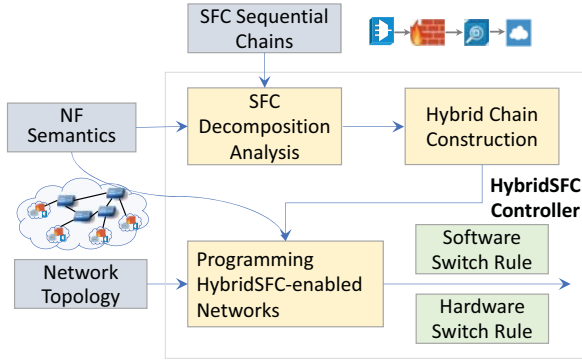 SFC Sequential
Chains
NF
Semantics
SFC
Decomposition
Analysis
Hybrid Chain
Construction
HybridSFC
Controller
Network
Topology
Programming
HybridSFC-enabled
Networks
Software
Switch Rule
Hardware
Switch Rule